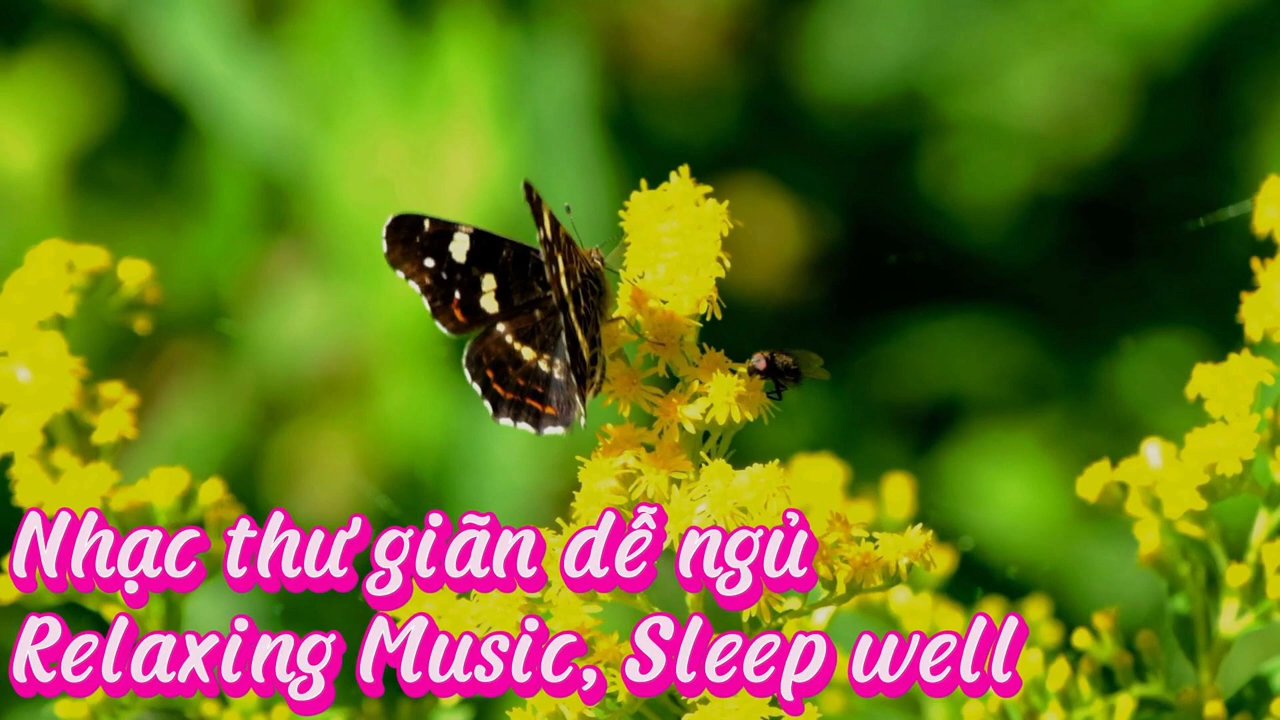 Nhạc thư giãn dễ ngủ
Relaxing Music, Sleep well